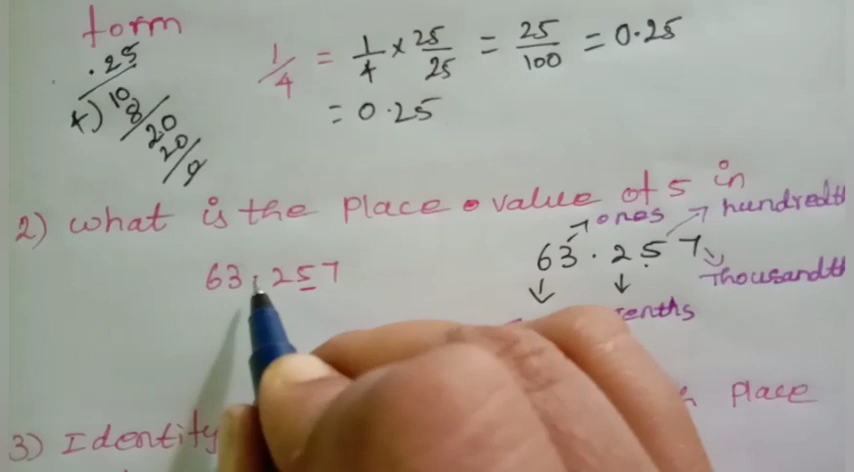 form
.25
4) 10
8
20
20
0
1/4 = 1/4 × 25/25 = 25/100 = 0.25
= 0.25
2) What is the place value of 5 in
63.257
ones
hundredth
63.257
Thousandth
tenths
3) Identify
Place